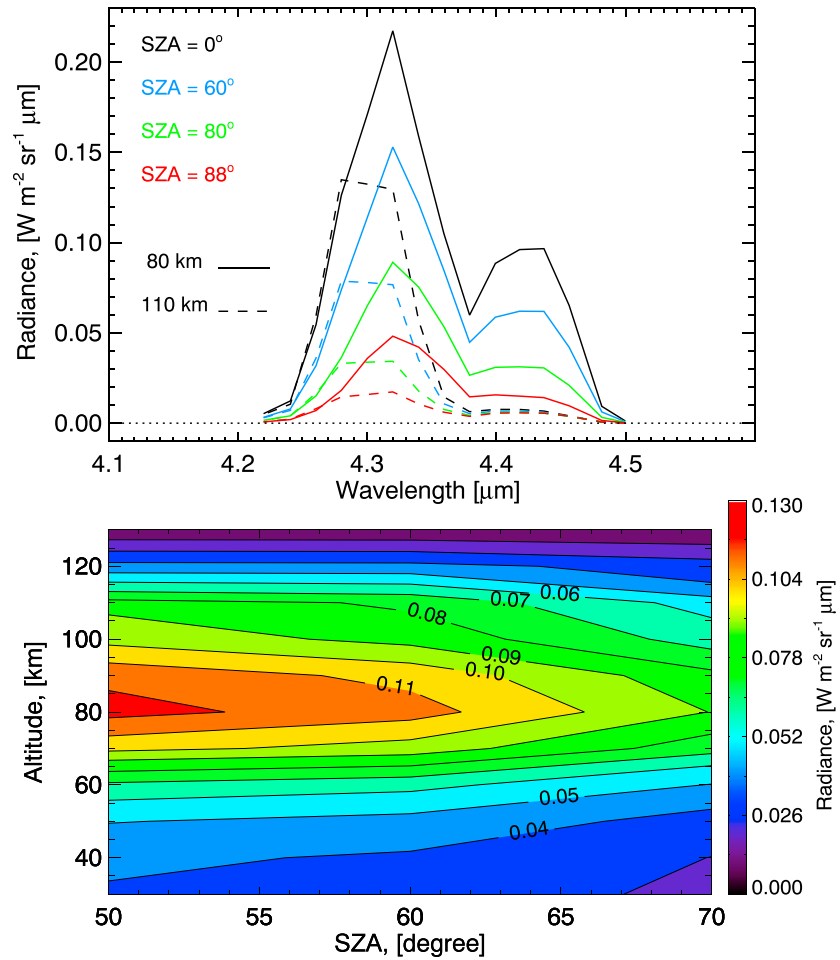 0.20
0.15
0.10
0.05
0.00
Radiance, [W m⁻² sr⁻¹ μm]
SZA = 0°
SZA = 60°
SZA = 80°
SZA = 88°
80 km
110 km
4.1 4.2 4.3 4.4 4.5
Wavelength [μm]
120
100
80
60
40
Altitude, [km]
0.06
0.07
0.08
0.09
0.10
0.11
0.05
0.04
50 55 60 65 70
SZA, [degree]
0.130
0.104
0.078
0.052
0.026
0.000
Radiance, [W m⁻² sr⁻¹ μm]